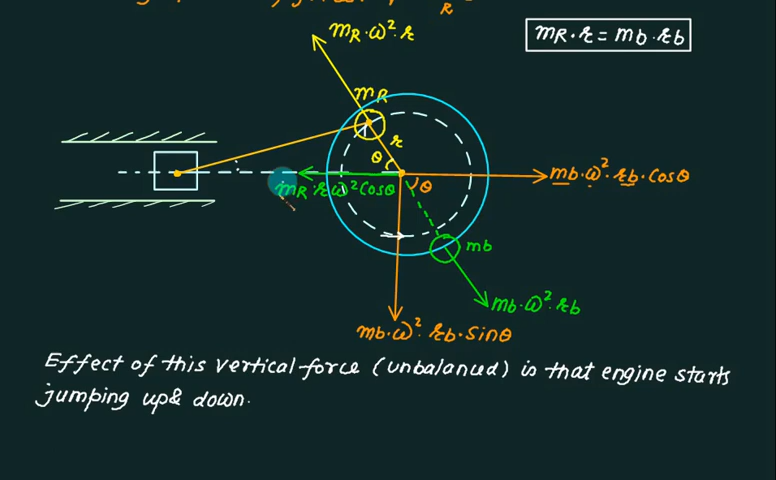 R
mR·ω²·r
mR·r = mb·rb
mR
r
θ
mR·rω²cosθ
θ
mb·ω²·rb·cosθ
mb
mb·ω²·rb
mb·ω²·rb·sinθ
Effect of this vertical force (unbalanced) is that engine starts
jumping up & down.